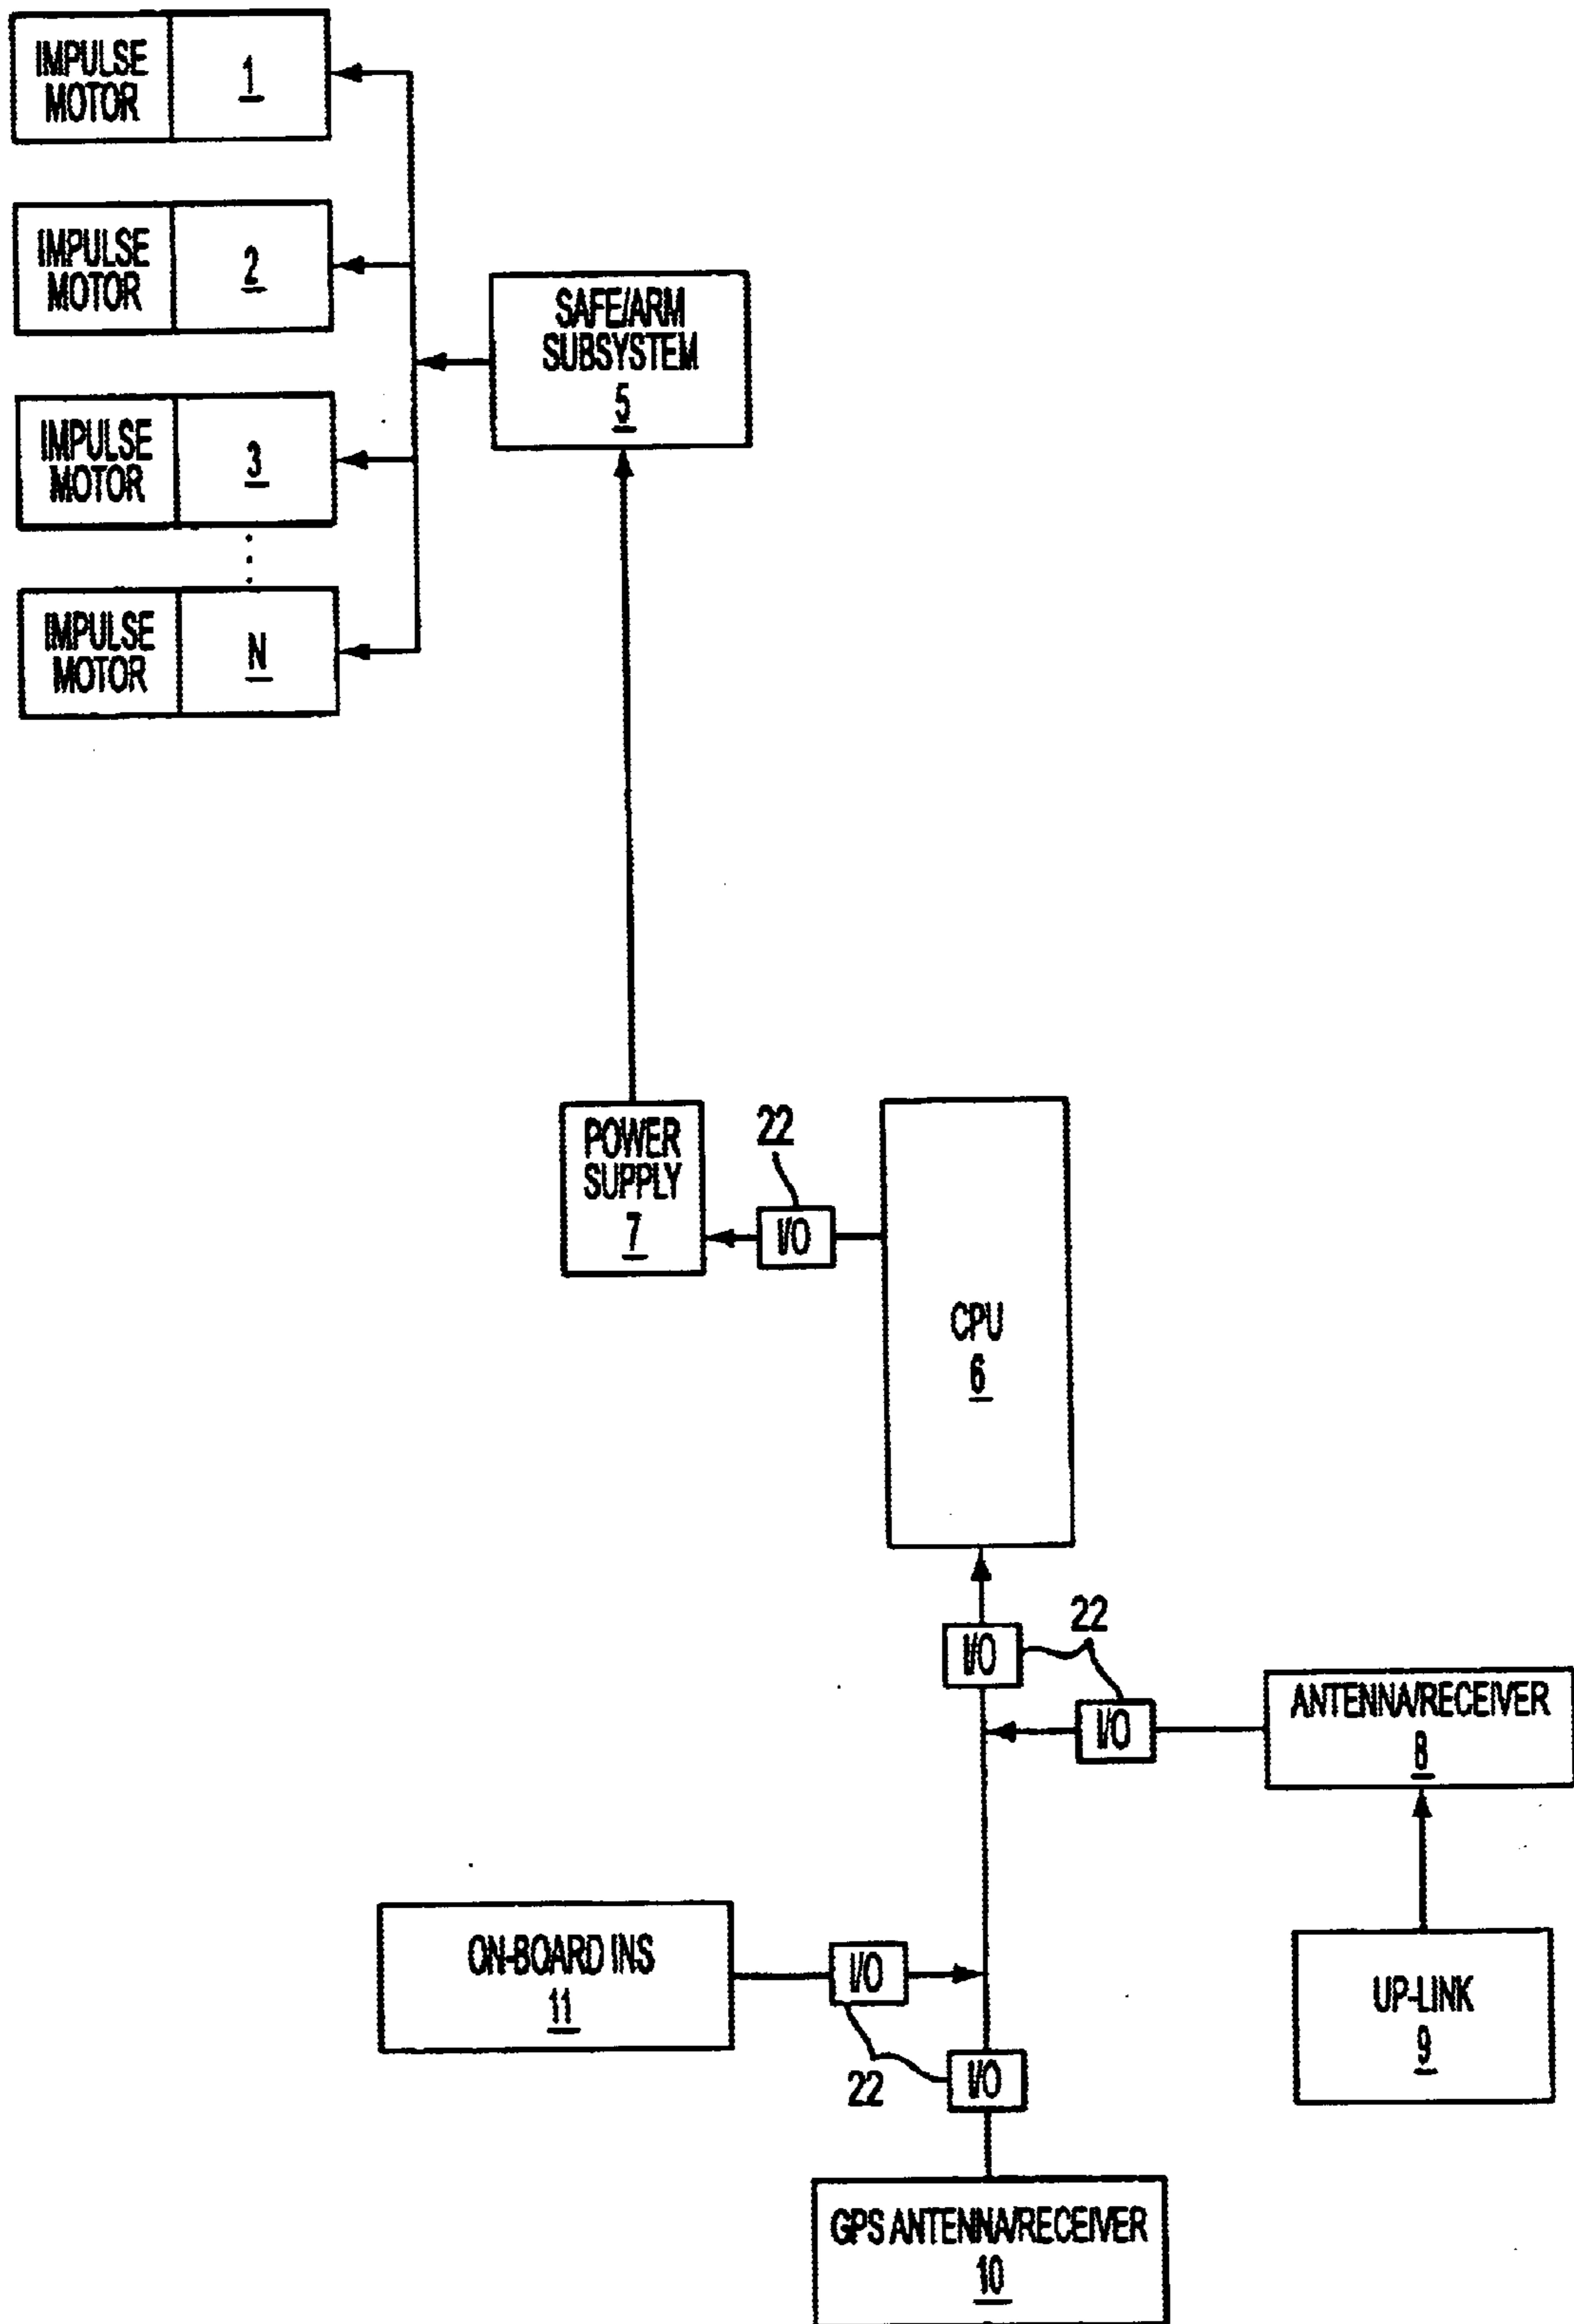 IMPULSE
MOTOR
1
IMPULSE
MOTOR
2
SAFE/ARM
SUBSYSTEM
5
IMPULSE
MOTOR
3
IMPULSE
MOTOR
N
POWER
SUPPLY
7
22
I/O
CPU
6
I/O
22
I/O
ANTENNA/RECEIVER
8
ON-BOARD INS
11
I/O
22
I/O
UP-LINK
9
GPS ANTENNA/RECEIVER
10